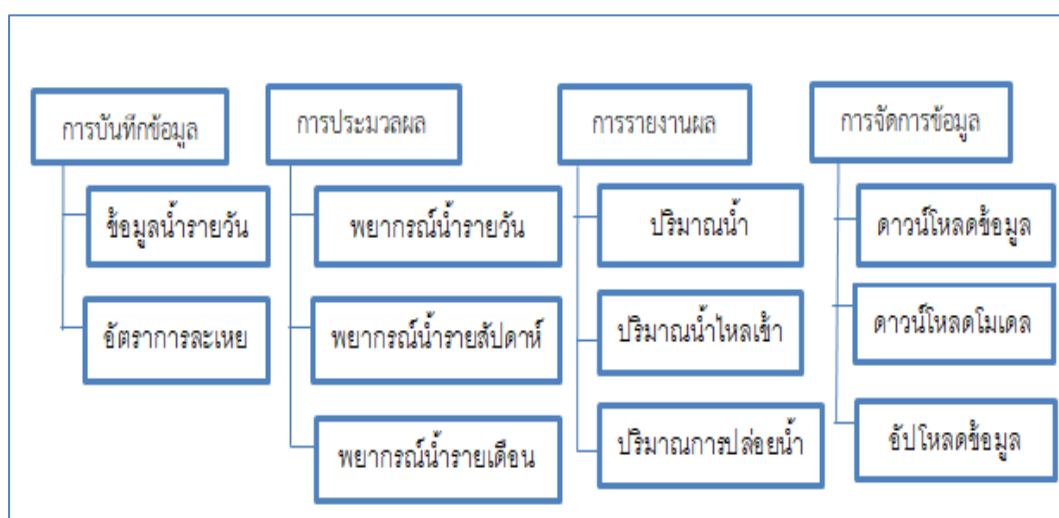 การบันทึกข้อมูล
ข้อมูลน้ำรายวัน
อัตราการละเหย
การประมวลผล
พยากรณ์น้ำรายวัน
พยากรณ์น้ำรายสัปดาห์
พยากรณ์น้ำรายเดือน
การรายงานผล
ปริมาณน้ำ
ปริมาณน้ำไหลเข้า
ปริมาณการปล่อยน้ำ
การจัดการข้อมูล
ดาวน์โหลดข้อมูล
ดาวน์โหลดโมเดล
อัปโหลดข้อมูล